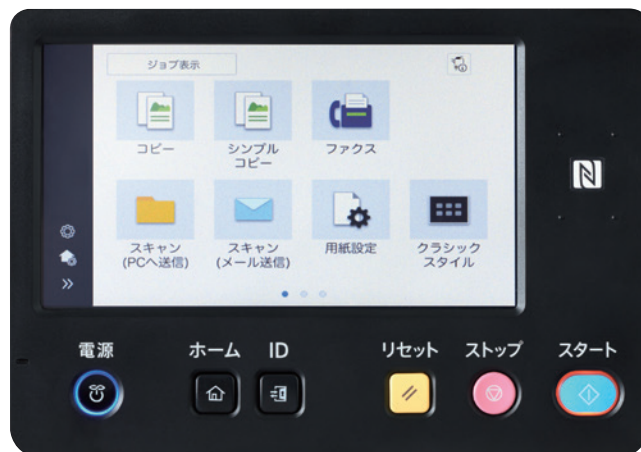 ジョブ表示
コピー
シンプル
コピー
ファクス
スキャン
(PCへ送信)
スキャン
(メール送信)
用紙設定
クラシック
スタイル
電源
ホーム
ID
リセット
ストップ
スタート